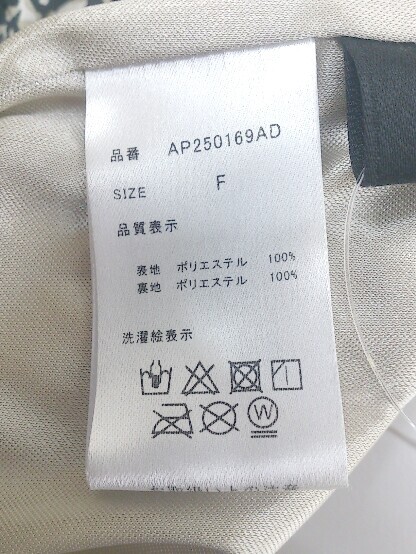 品番 AP250169AD
SIZE F
品質表示
表地 ポリエステル 100%
裏地 ポリエステル 100%
洗濯絵表示
W